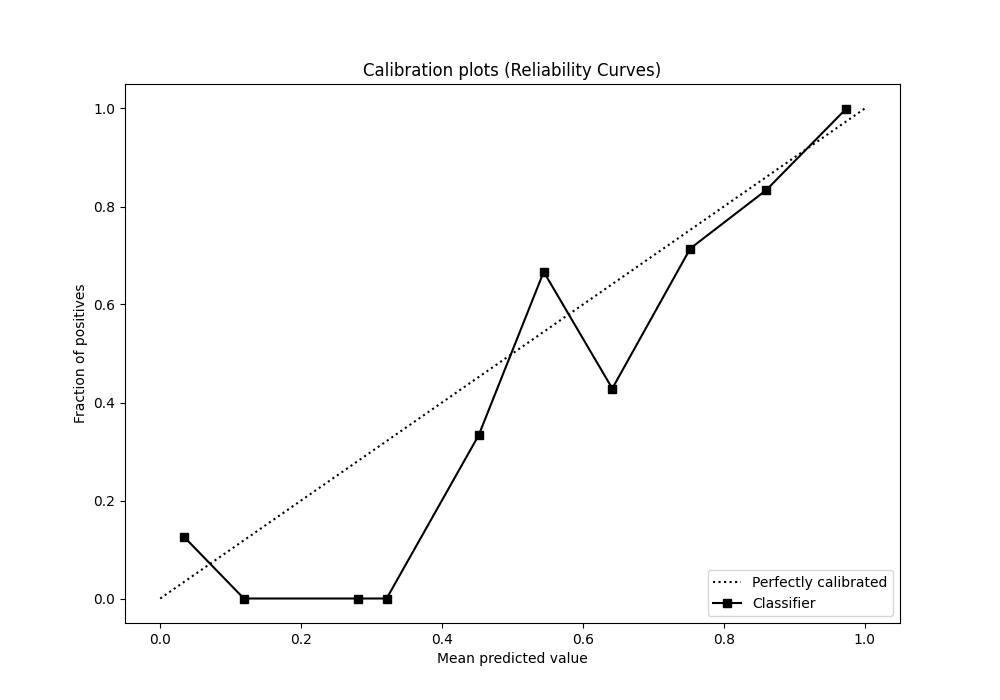 Calibration plots (Reliability Curves)
1.0
0.8
0.6
0.4
0.2
0.0
Fraction of positives
0.0 0.2 0.4 0.6 0.8 1.0
Mean predicted value
Perfectly calibrated
Classifier